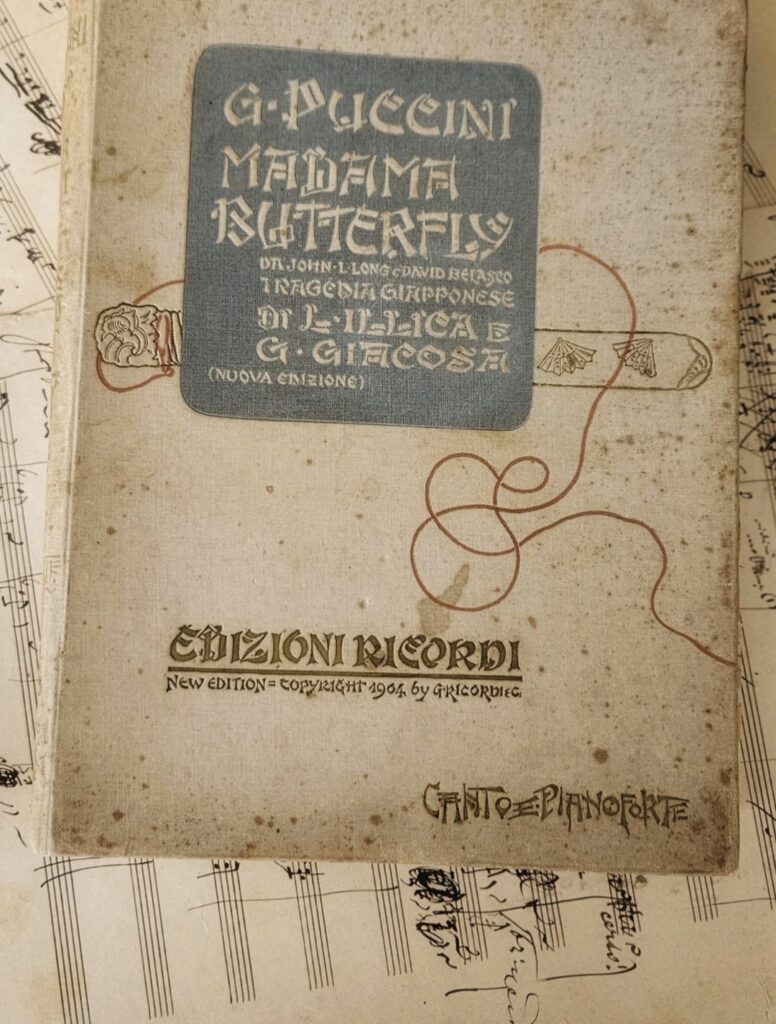 G. PUCCINI
MADAMA
BUTTERFLY
DA JOHN L. LONG E DAVID BELASCO
TRAGEDIA GIAPPONESE
DI L. ILLICA E
G. GIACOSA
(NUOVA EDIZIONE)
EDIZIONI RICORDI
NEW EDITION = COPYRIGHT 1904, by G. RICORDI & C.
CANTO E PIANOFORTE